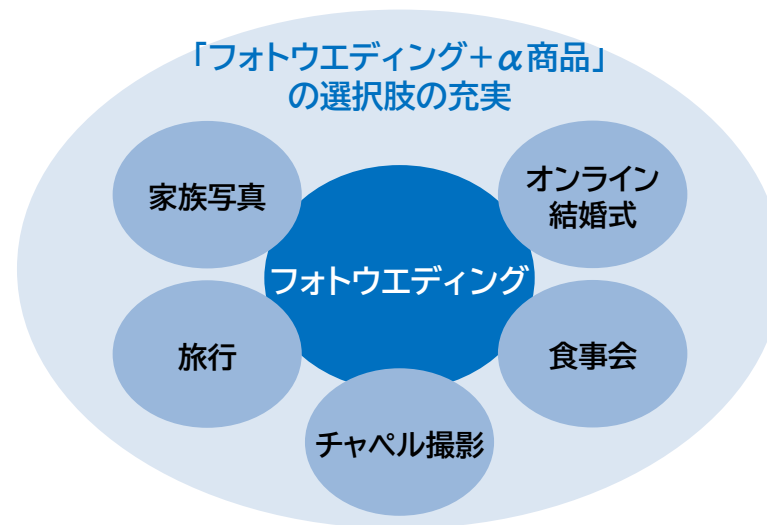 「フォトウエディング+α商品」
の選択肢の充実
家族写真
オンライン
結婚式
フォトウエディング
旅行
食事会
チャペル撮影